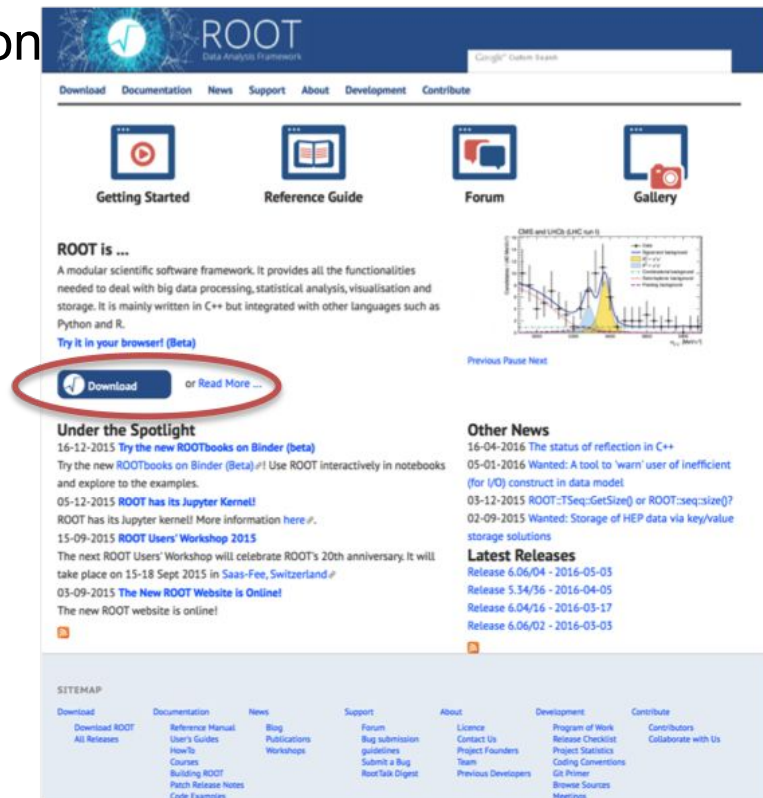 on
ROOT
Data Analysis Framework
Google Custom Search
Download Documentation News Support About Development Contribute
Getting Started Reference Guide Forum Gallery
ROOT is ...
A modular scientific software framework. It provides all the functionalities
needed to deal with big data processing, statistical analysis, visualisation and
storage. It is mainly written in C++ but integrated with other languages such as
Python and R.
Try it in your browser! (Beta)
CMS and LHCb (LHC run I)
Previous Pause Next
Download or Read More ...
Under the Spotlight
16-12-2015 Try the new ROOTbooks on Binder (beta)
Try the new ROOTbooks on Binder (Beta)! Use ROOT interactively in notebooks
and explore to the examples.
05-12-2015 ROOT has its Jupyter Kernel!
ROOT has its Jupyter kernel! More information here.
15-09-2015 ROOT Users' Workshop 2015
The next ROOT Users' Workshop will celebrate ROOT's 20th anniversary. It will
take place on 15-18 Sept 2015 in Saas-Fee, Switzerland
03-09-2015 The New ROOT Website is Online!
The new ROOT website is online!
Other News
16-04-2016 The status of reflection in C++
05-01-2016 Wanted: A tool to 'warn' user of inefficient
(for I/O) construct in data model
03-12-2015 ROOT::TSeq::GetSize() or ROOT::seq::size()?
02-09-2015 Wanted: Storage of HEP data via key/value
storage solutions
Latest Releases
Release 6.06/04 - 2016-05-03
Release 5.34/36 - 2016-04-05
Release 6.04/16 - 2016-03-17
Release 6.06/02 - 2016-03-03
SITEMAP
Download
Download ROOT
All Releases
Documentation
Reference Manual
User's Guides
HowTo
Courses
Building ROOT
Patch Release Notes
Code Examples
News
Blog
Publications
Workshops
Support
Forum
Bug submission
guidelines
Submit a Bug
RootTalk Digest
About
Licence
Contact Us
Project Founders
Team
Previous Developers
Development
Program of Work
Release Checklist
Project Statistics
Coding Conventions
Git Primer
Browse Sources
Meetings
Contribute
Contributors
Collaborate with Us